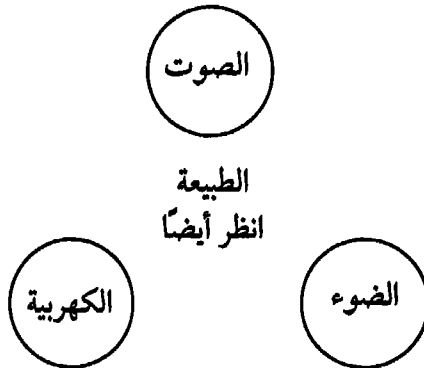 الصوت
الطبيعة
انظر أيضًا
الضوء
الكهربية